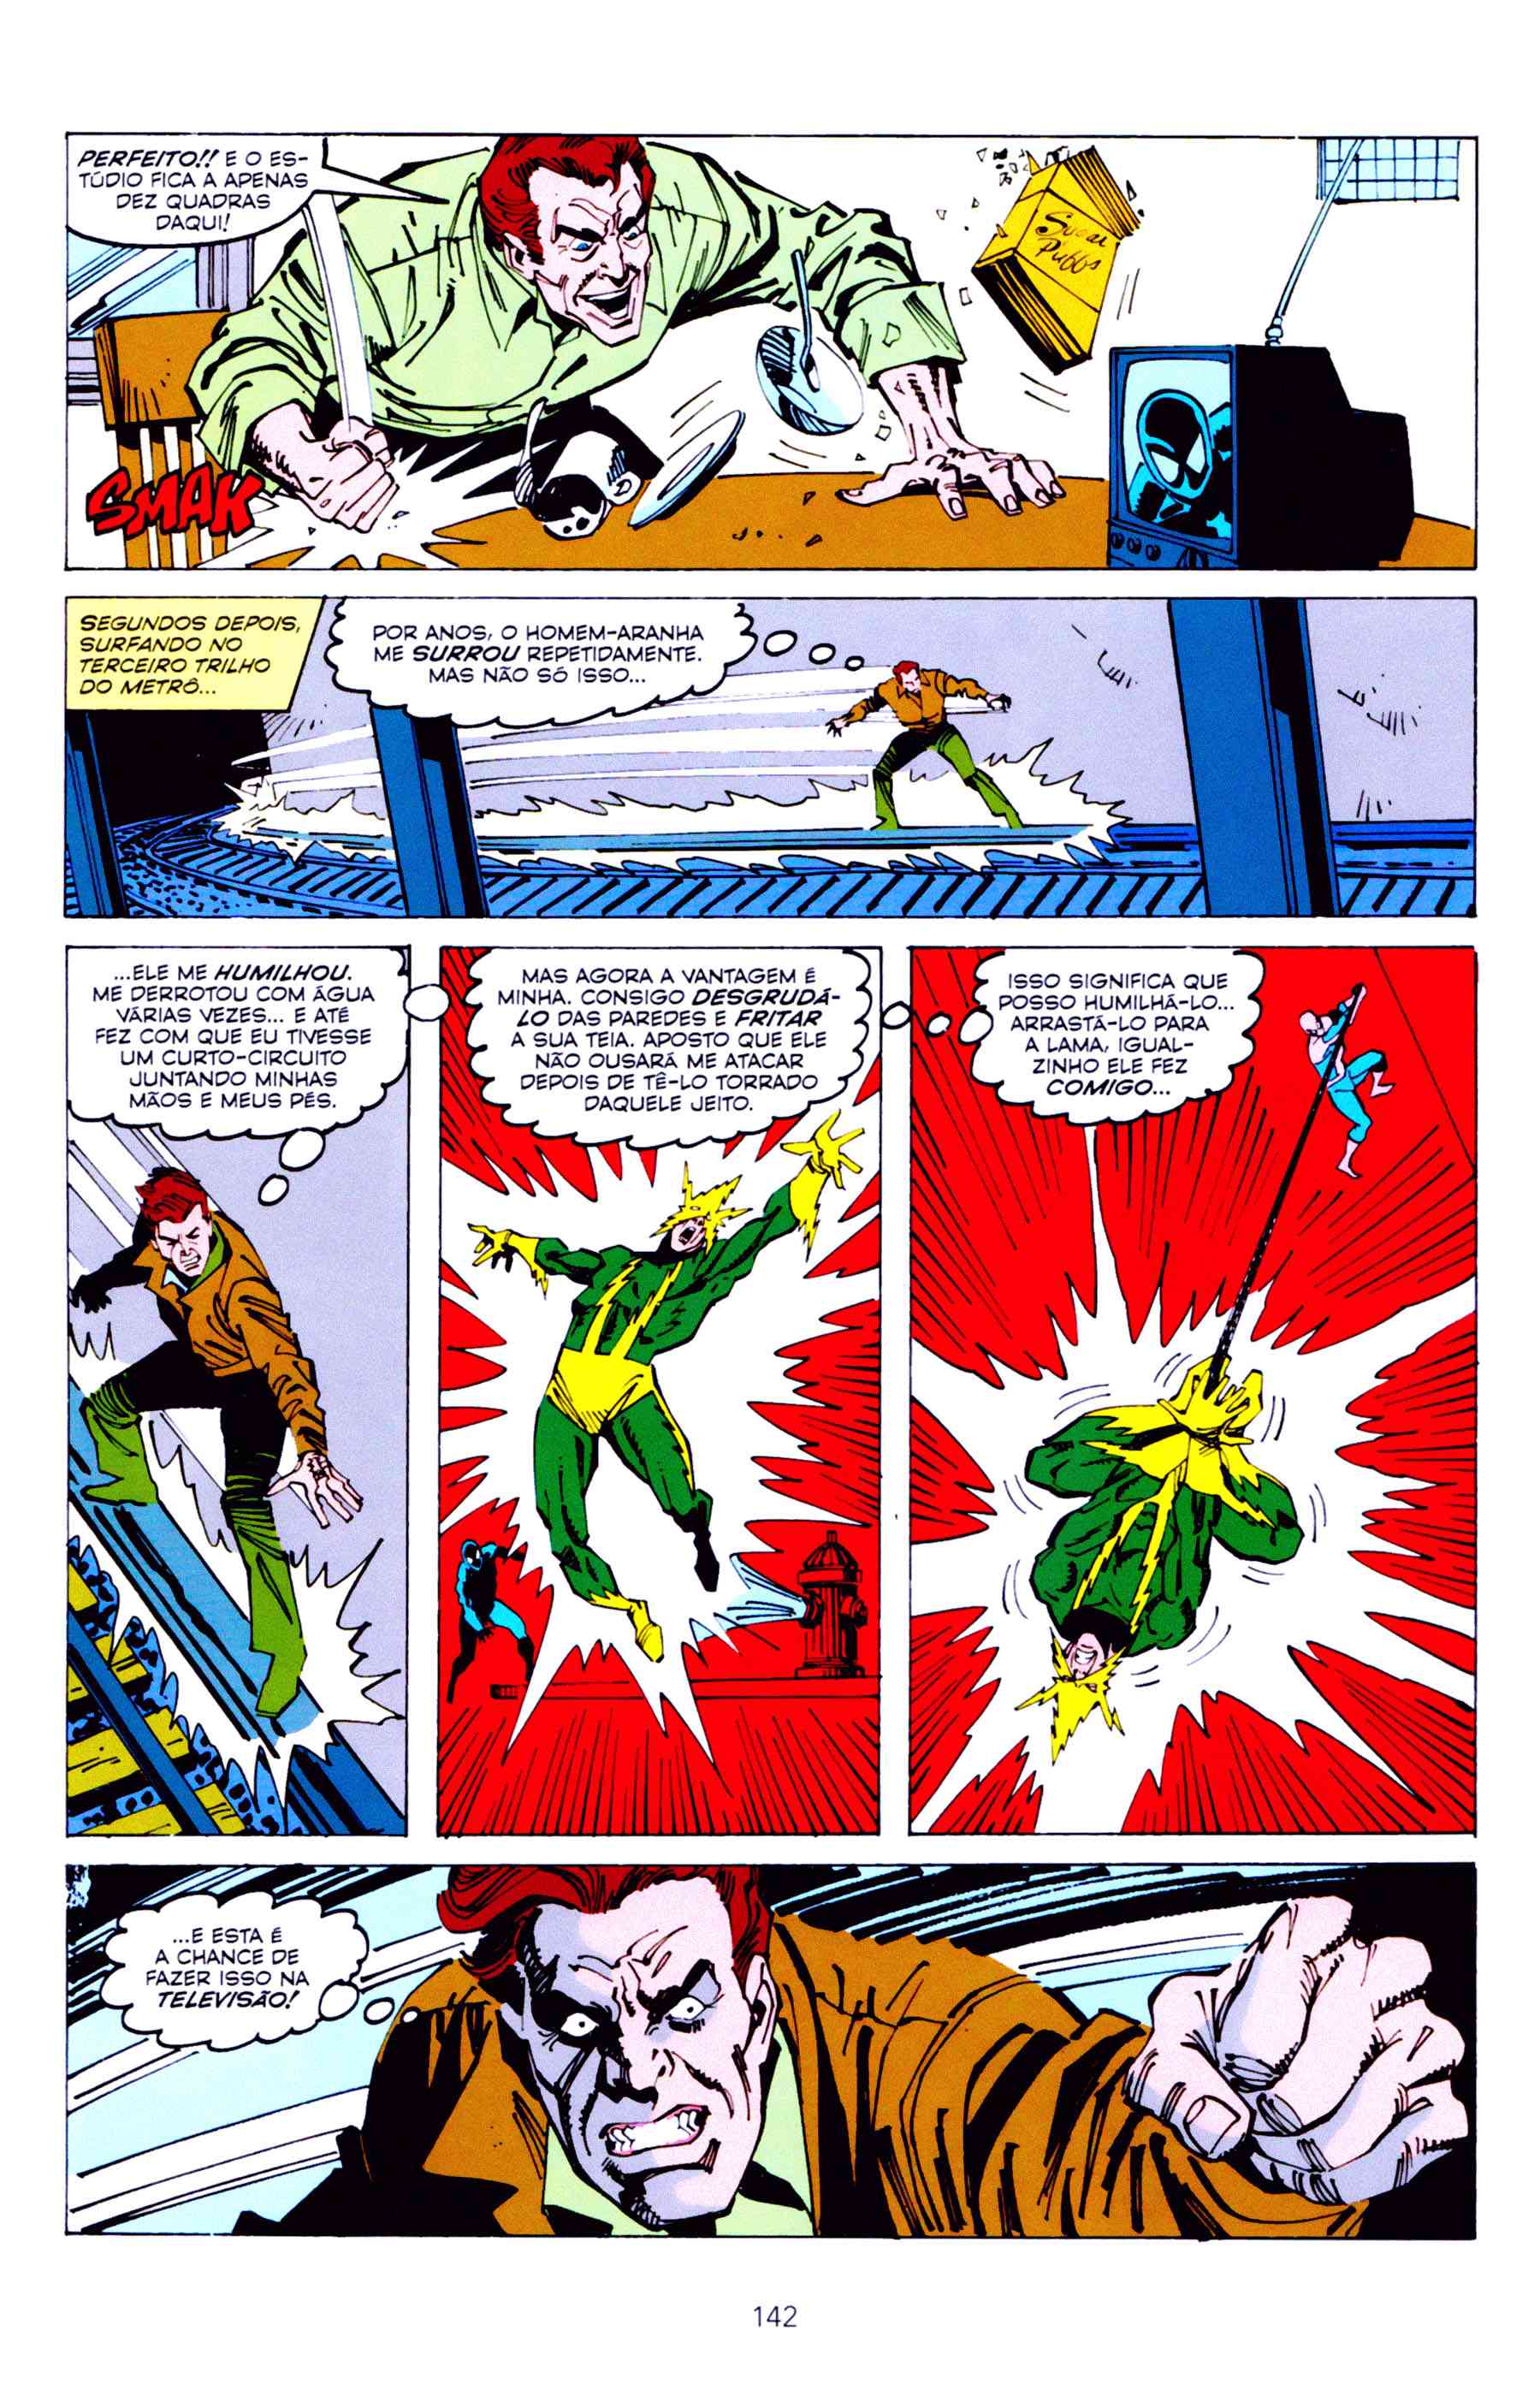 PERFEITO!! E O ES-
TÚDIO FICA A APENAS
DEZ QUADRAS
DAQUI!
Sugar
Puffs
SMAK
SEGUNDOS DEPOIS,
SURFANDO NO
TERCEIRO TRILHO
DO METRÔ...
POR ANOS, O HOMEM-ARANHA
ME SURROU REPETIDAMENTE.
MAS NÃO SÓ ISSO...
...ELE ME HUMILHOU.
ME DERROTOU COM ÁGUA
VÁRIAS VEZES... E ATÉ
FEZ COM QUE EU TIVESSE
UM CURTO-CIRCUITO
JUNTANDO MINHAS
MÃOS E MEUS PÉS.
MAS AGORA A VANTAGEM É
MINHA. CONSIGO DESGRUDÁ-
LO DAS PAREDES E FRITAR
A SUA TEIA. APOSTO QUE ELE
NÃO OUSARÁ ME ATACAR
DEPOIS DE TÊ-LO TORRADO
DAQUELE JEITO.
ISSO SIGNIFICA QUE
POSSO HUMILHÁ-LO...
ARRASTÁ-LO PARA
A LAMA, IGUAL-
ZINHO ELE FEZ
COMIGO...
...E ESTA É
A CHANCE DE
FAZER ISSO NA
TELEVISÃO!
142